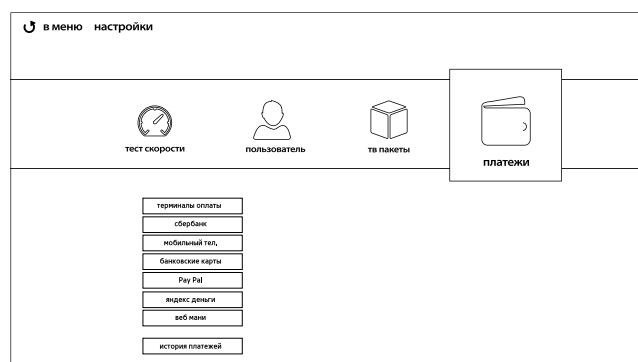 в меню настройки
тест скорости
пользователь
тв пакеты
платежи
терминалы оплаты
сбербанк
мобильный тел,
банковские карты
Pay Pal
яндекс деньги
веб мани
история платежей